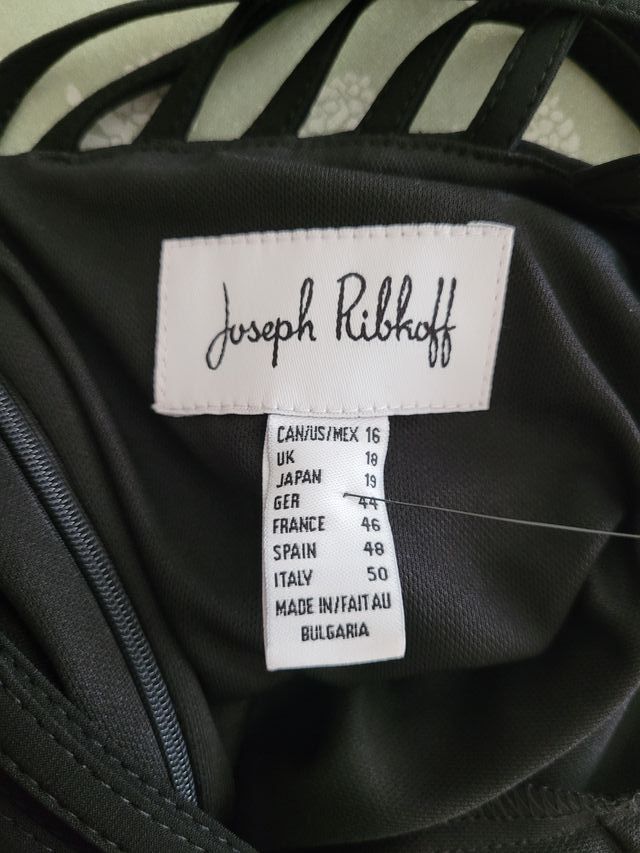 Joseph Ribkoff
CAN/US/MEX 16
UK 18
JAPAN 19
GER 44
FRANCE 46
SPAIN 48
ITALY 50
MADE IN/FAIT AU
BULGARIA